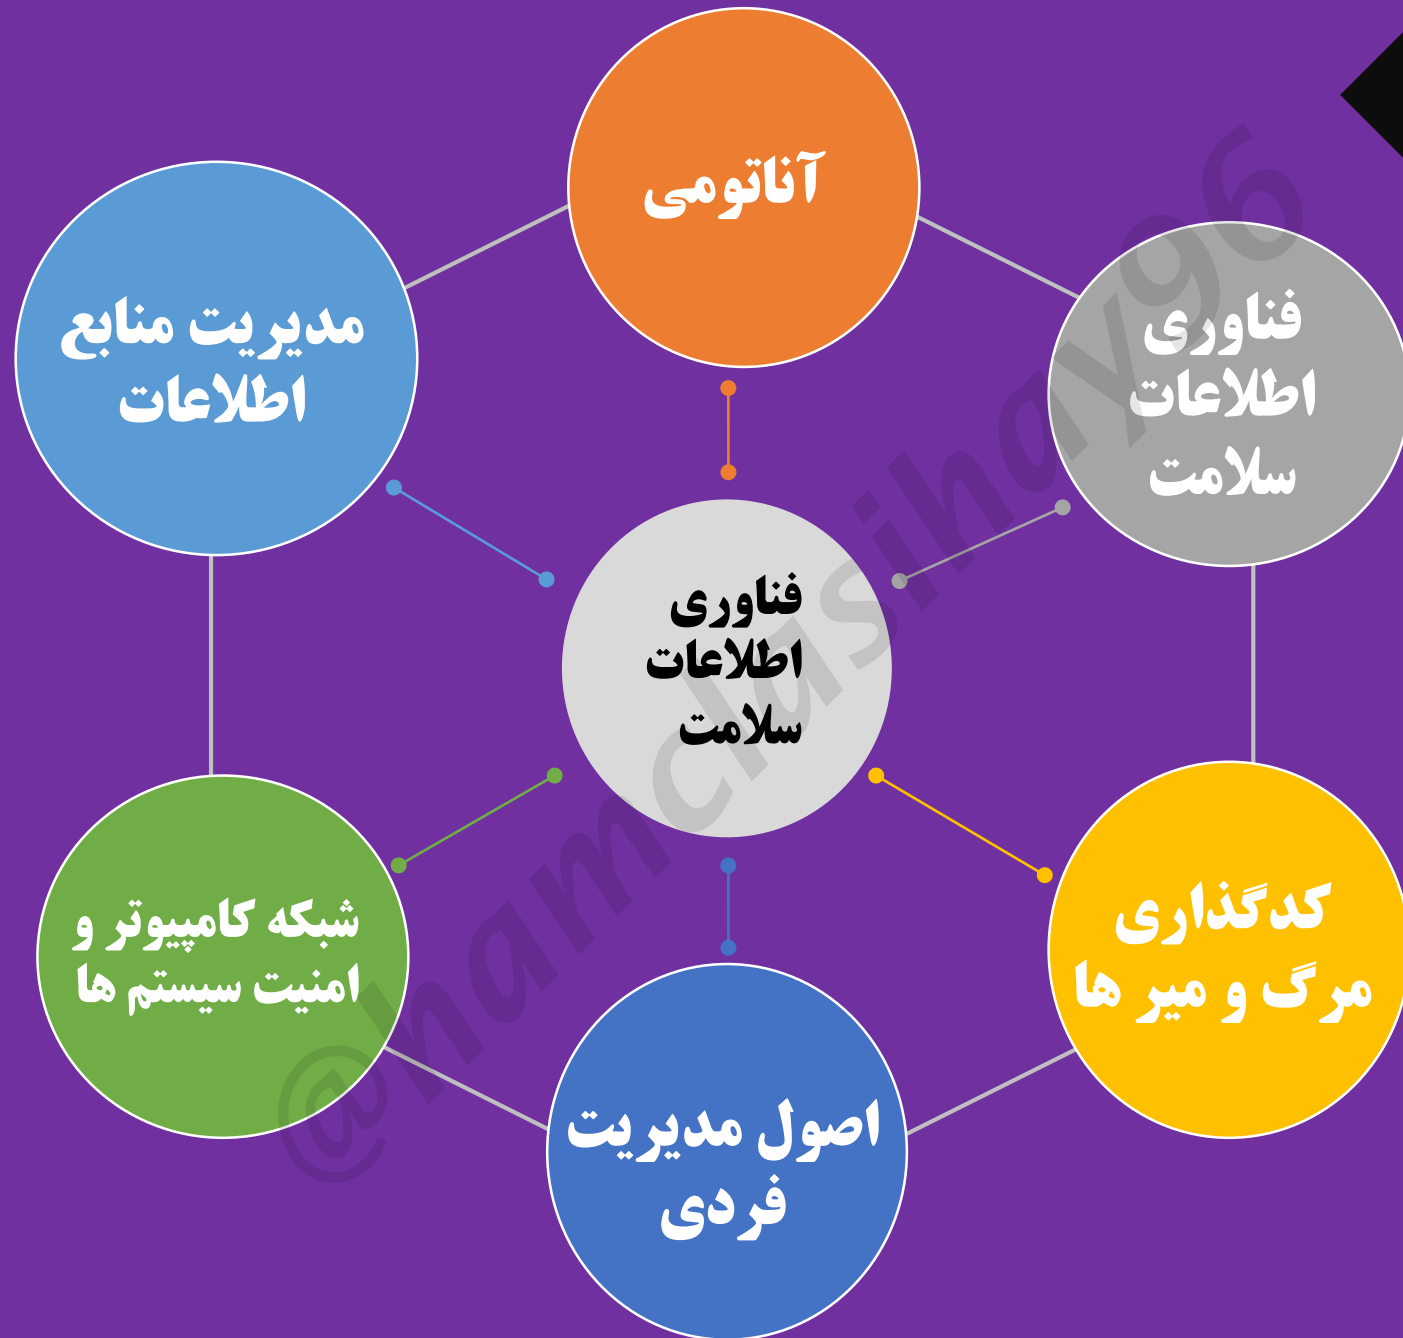 آناتومی
فناوری
اطلاعات
سلامت
مدیریت منابع
اطلاعات
فناوری
اطلاعات
سلامت
کدگذاری
مرگ و میر ها
شبکه کامپیوتر و
امنیت سیستم ها
اصول مدیریت
فردی
@hamclasihay96